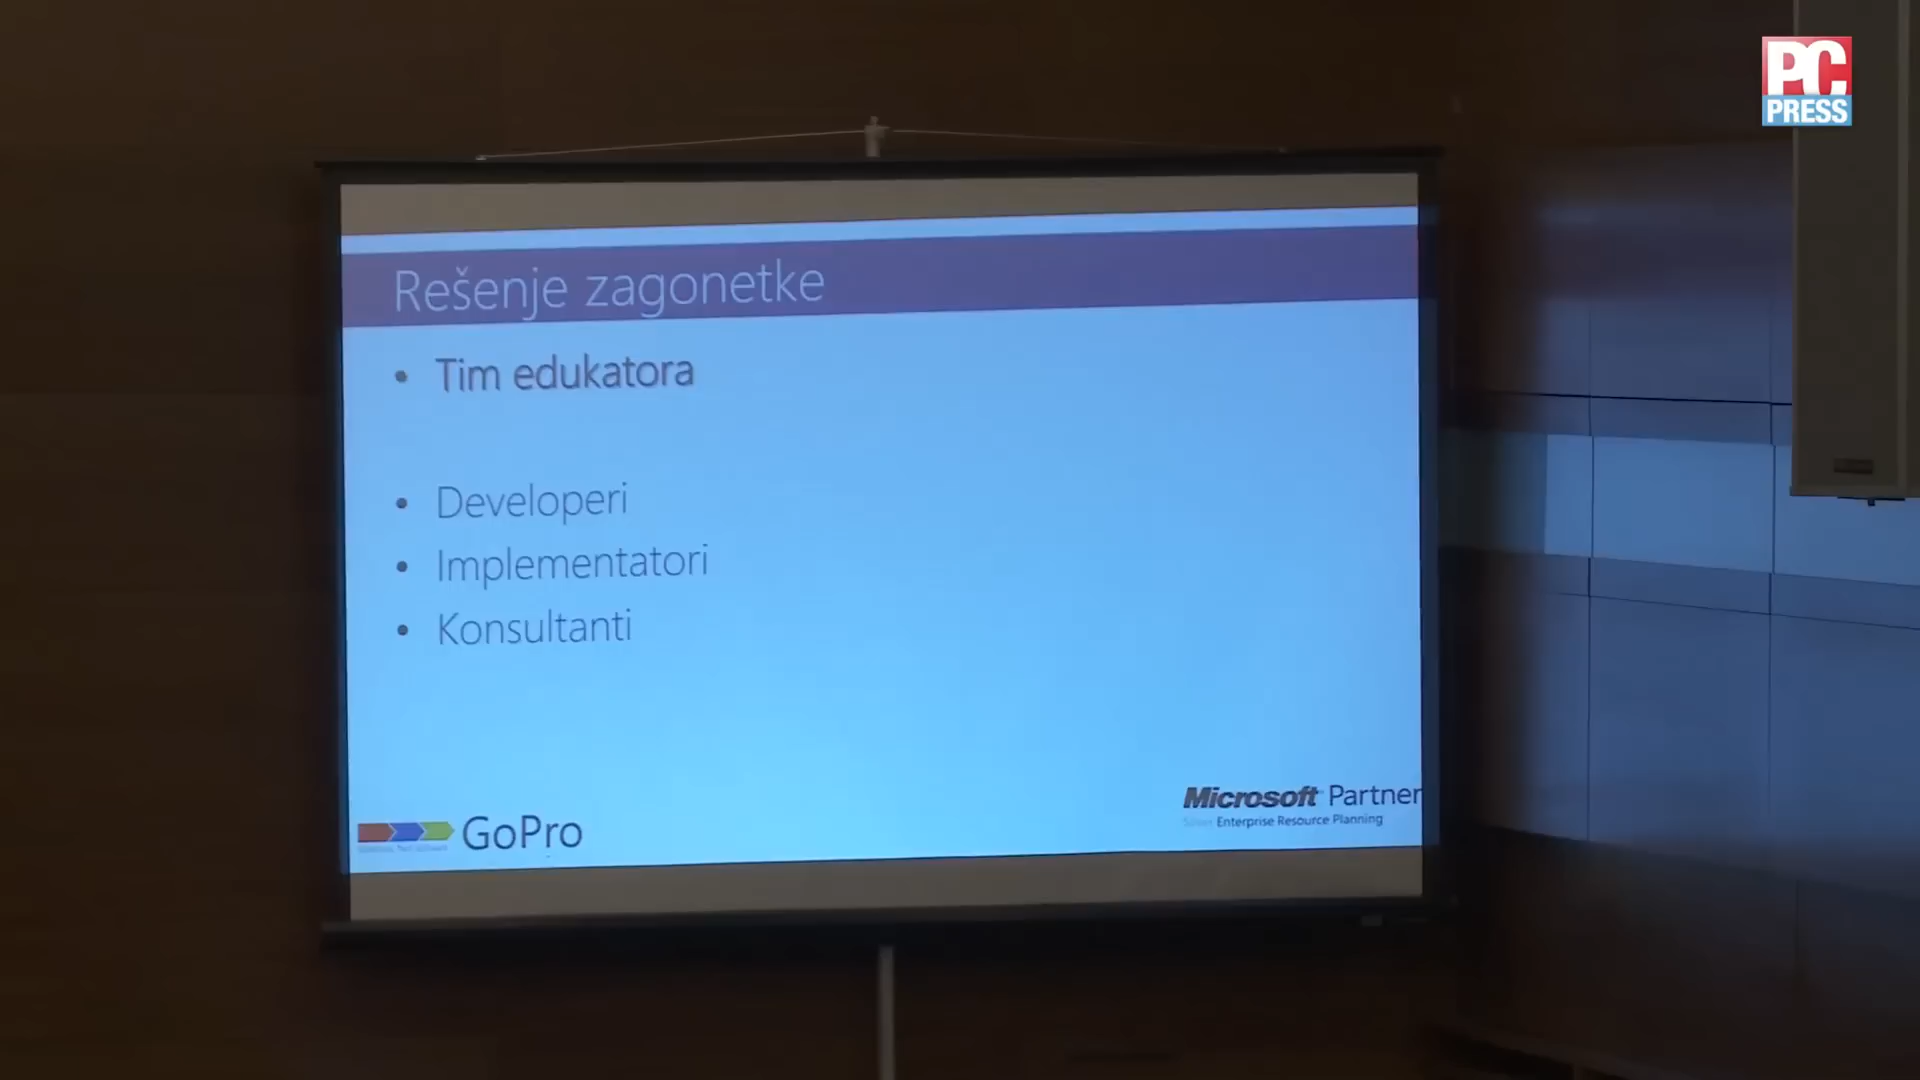 PC
PRESS
Rešenje zagonetke
• Tim edukatora
• Developeri
• Implementatori
• Konsultanti
GoPro
Microsoft Partner
Enterprise Resource Planning